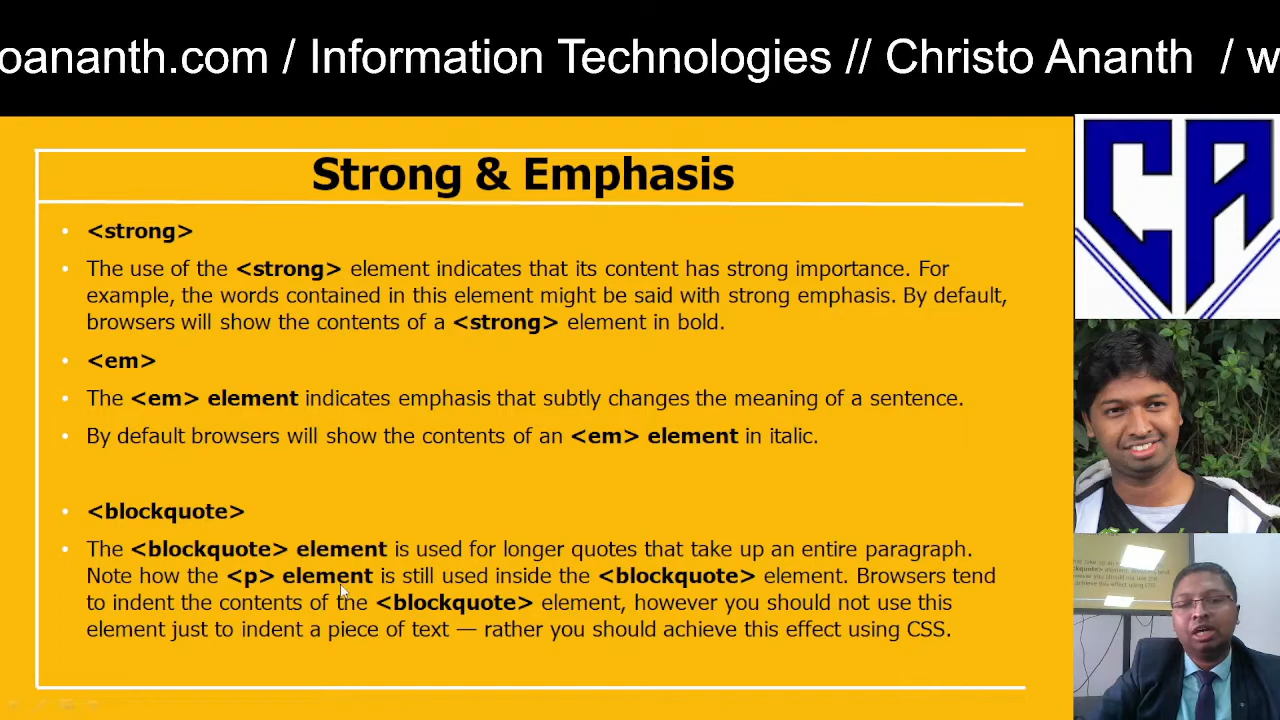 oananth.com / Information Technologies // Christo Ananth / w
Strong & Emphasis
CA
• <strong>
• The use of the <strong> element indicates that its content has strong importance. For
example, the words contained in this element might be said with strong emphasis. By default,
browsers will show the contents of a <strong> element in bold.
• <em>
• The <em> element indicates emphasis that subtly changes the meaning of a sentence.
• By default browsers will show the contents of an <em> element in italic.
• <blockquote>
• The <blockquote> element is used for longer quotes that take up an entire paragraph.
Note how the <p> element is still used inside the <blockquote> element. Browsers tend
to indent the contents of the <blockquote> element, however you should not use this
element just to indent a piece of text — rather you should achieve this effect using CSS.